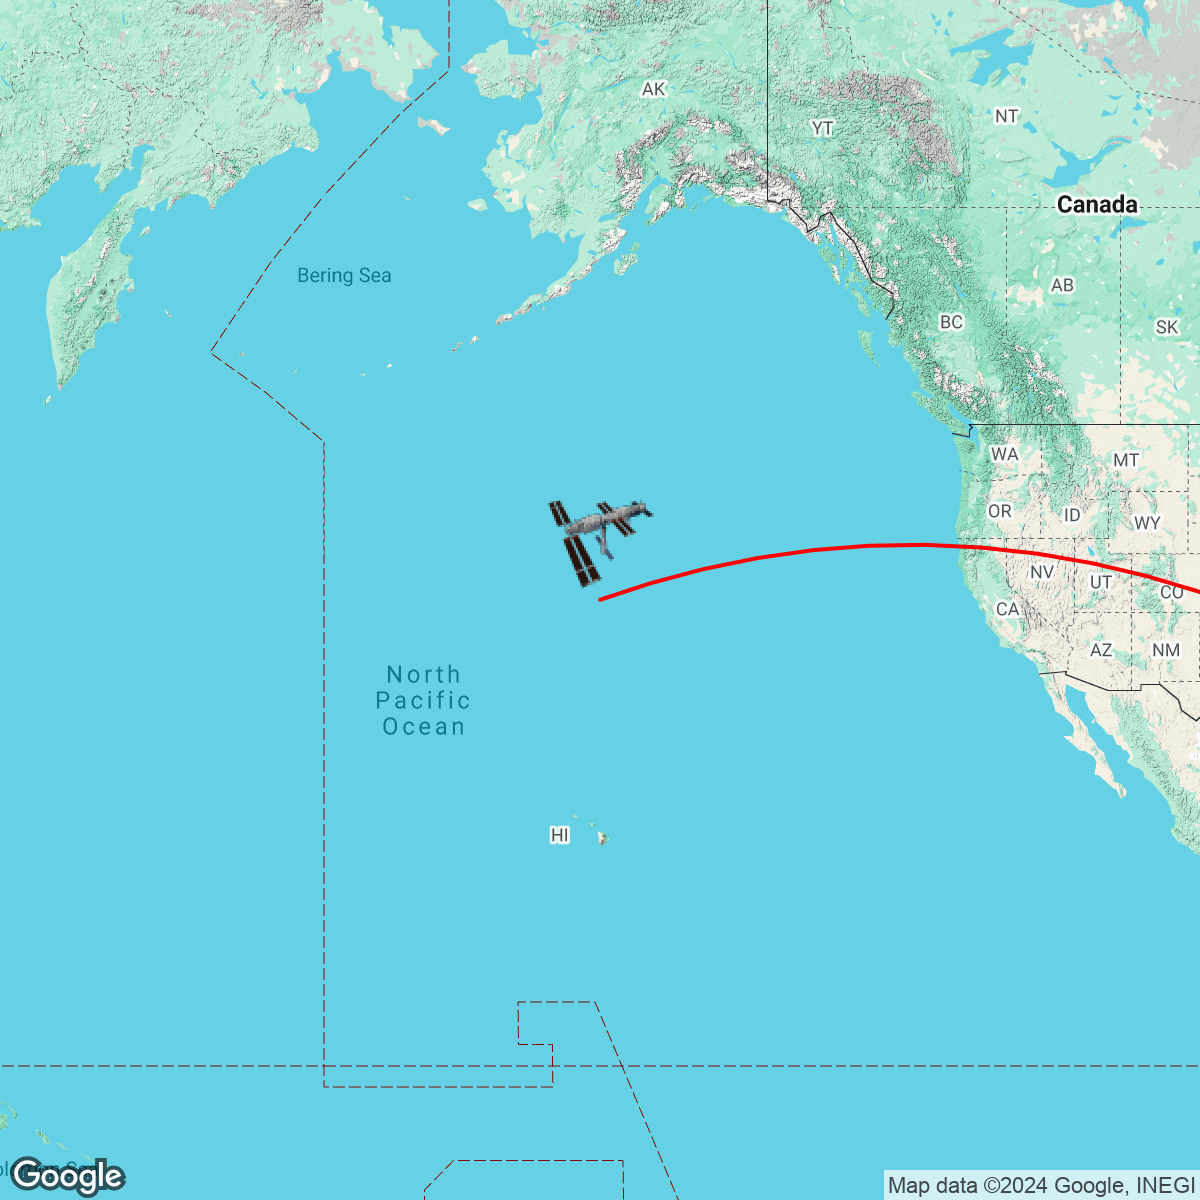 AK
YT
NT
Canada
Bering Sea
AB
BC
SK
WA
MT
OR
ID
WY
NV
UT
CO
CA
AZ
NM
North
Pacific
Ocean
HI
Google
Map data ©2024 Google, INEGI